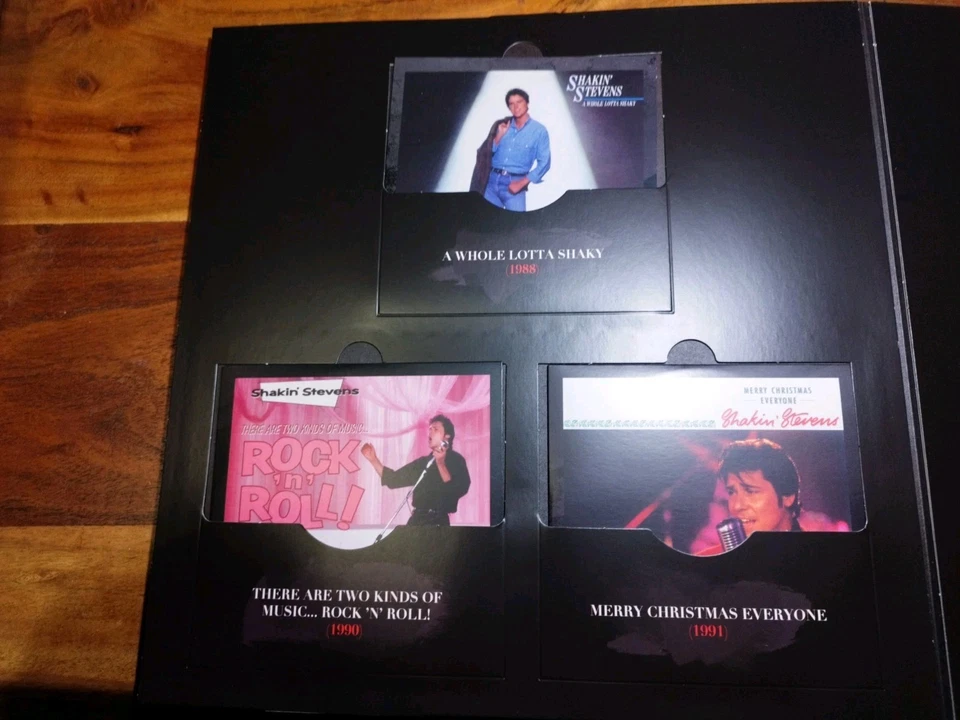 SHAKIN'
STEVENS
A WHOLE LOTTA SHAKY
A WHOLE LOTTA SHAKY
(1988)
Shakin' Stevens
THERE ARE TWO KINDS OF MUSIC...
ROCK
'n'
ROLL!
THERE ARE TWO KINDS OF
MUSIC... ROCK 'N' ROLL!
(1990)
MERRY CHRISTMAS
EVERYONE
Shakin' Stevens
MERRY CHRISTMAS EVERYONE
(1991)